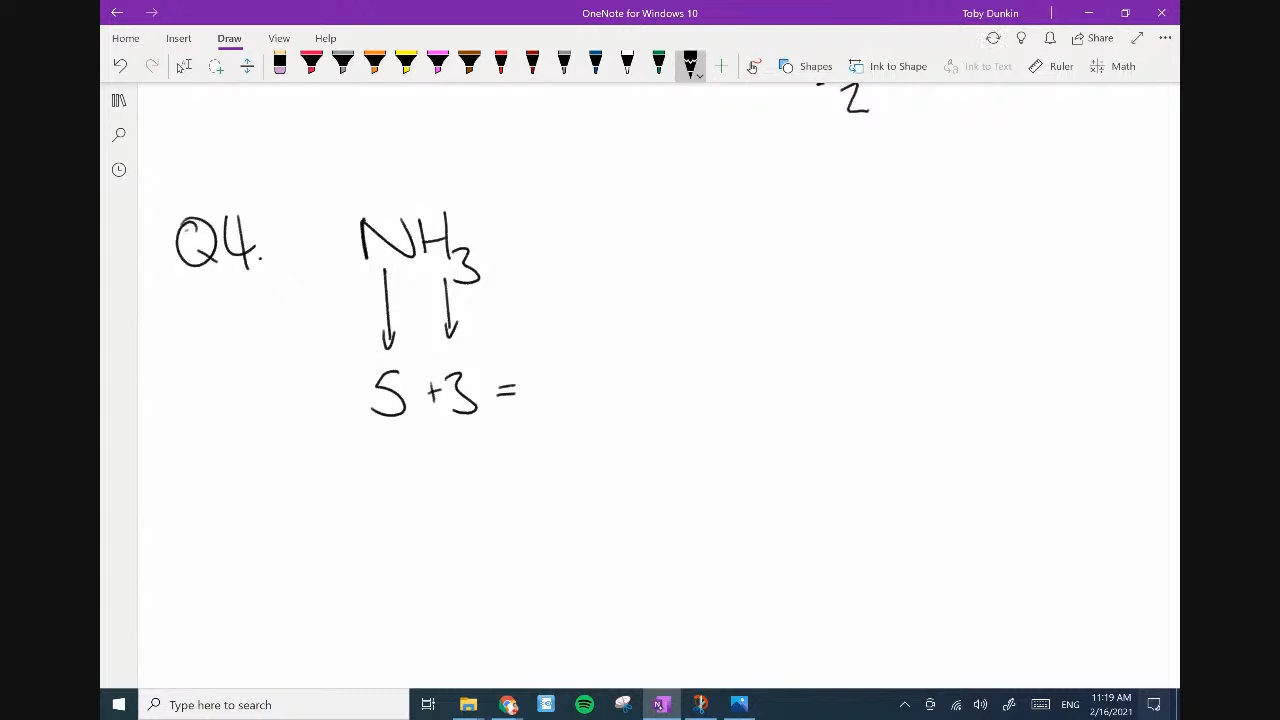 OneNote for Windows 10
Toby Dunkin
Home Insert Draw View Help
Share
Shapes Ink to Shape Ink to Text Ruler Math
2
Q4. NH₃
5 + 3 =
Type here to search
ENG
11:19 AM
2/16/2021